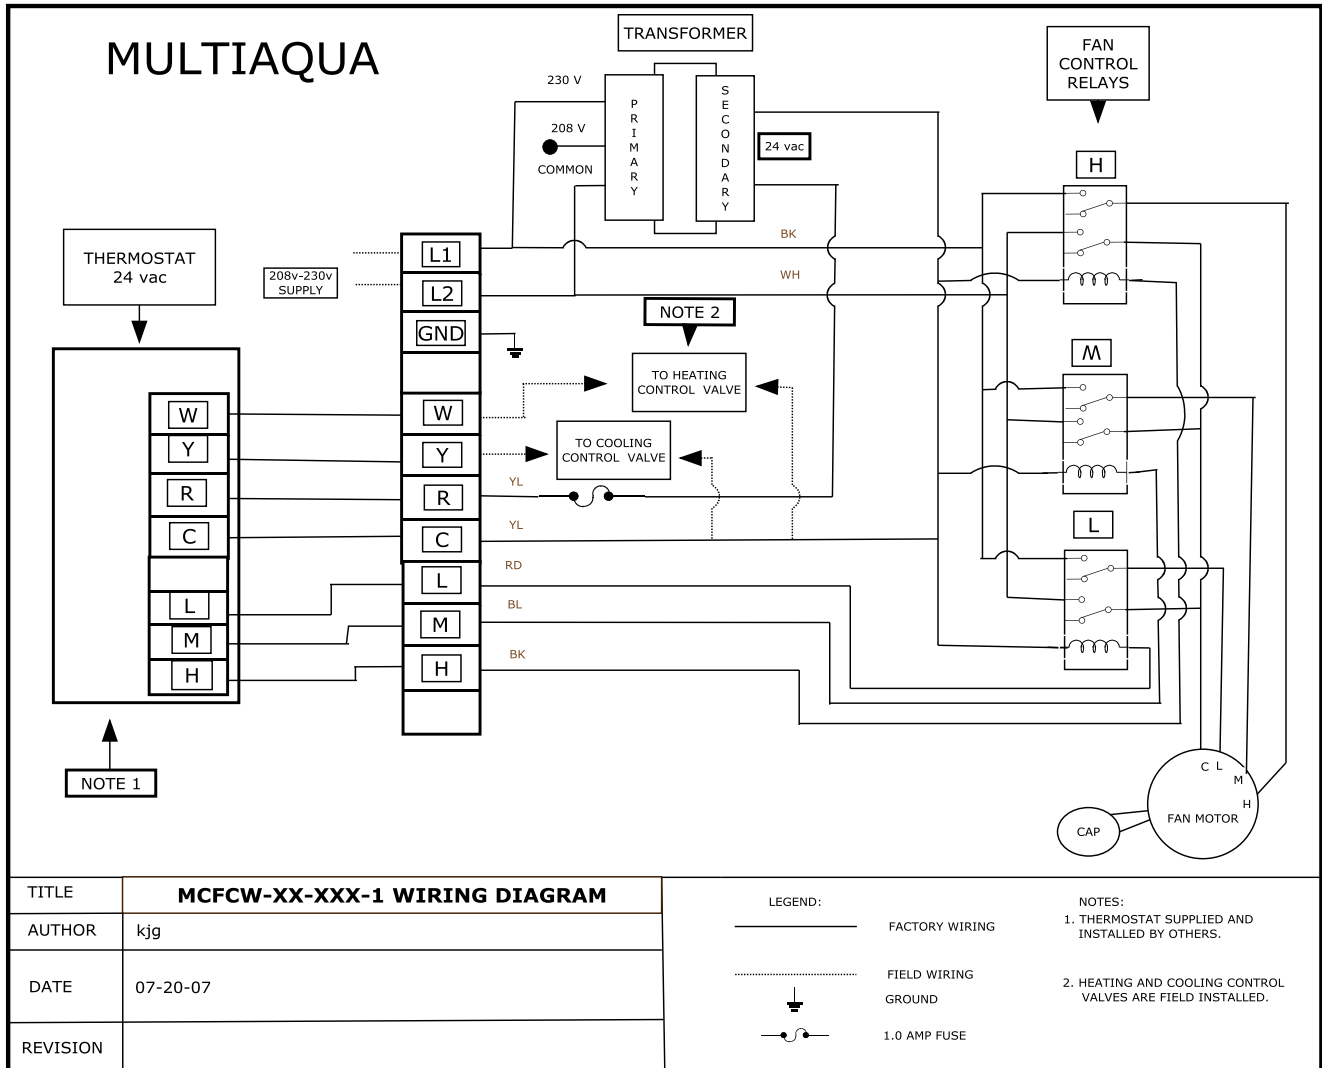 MULTIAQUA
TRANSFORMER
FAN
CONTROL
RELAYS
230 V
208 V
COMMON
PRIMARY
SECONDARY
24 vac
H
BK
WH
THERMOSTAT
24 vac
208v-230v
SUPPLY
L1
L2
GND
NOTE 2
TO HEATING
CONTROL VALVE
TO COOLING
CONTROL VALVE
M
L
W
Y
R
C
L
M
H
W
Y
R
C
L
M
H
YL
YL
RD
BL
BK
NOTE 1
C L
M
H
FAN MOTOR
CAP
TITLE
MCFCW-XX-XXX-1 WIRING DIAGRAM
AUTHOR
kjg
DATE
07-20-07
REVISION
LEGEND:
FACTORY WIRING
FIELD WIRING
GROUND
1.0 AMP FUSE
NOTES:
1. THERMOSTAT SUPPLIED AND
INSTALLED BY OTHERS.
2. HEATING AND COOLING CONTROL
VALVES ARE FIELD INSTALLED.